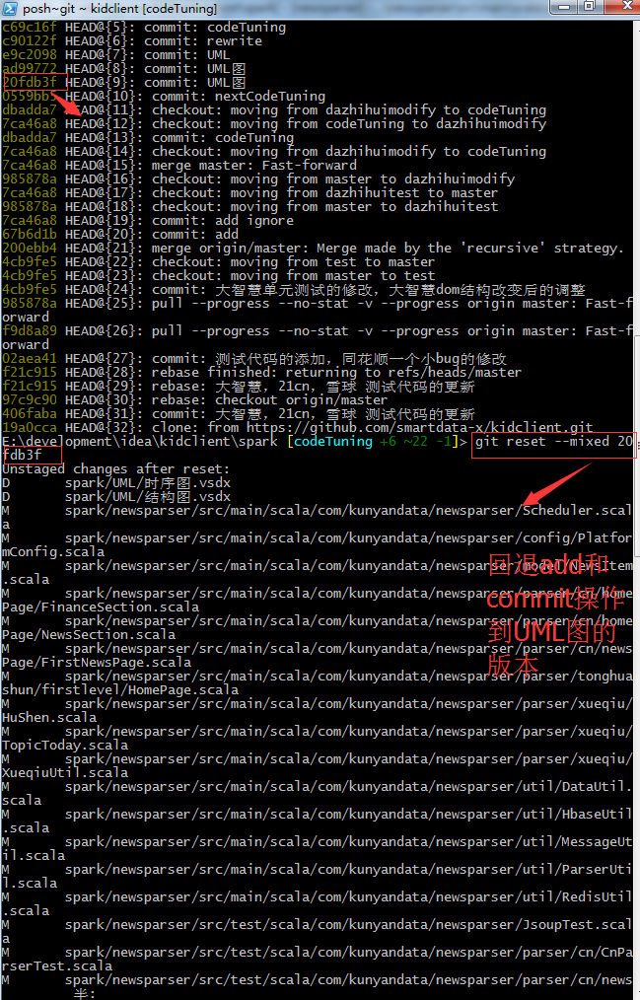 posh~git ~ kidclient [codeTuning]
c69c16f HEAD@{5}: commit: codeTuning
c90122f HEAD@{6}: commit: rewrite
e9c2098 HEAD@{7}: commit: UML
ad99772 HEAD@{8}: commit: UML图
20fdb3f HEAD@{9}: commit: UML图
0559bb5 HEAD@{10}: commit: nextCodeTuning
dbadda7 HEAD@{11}: checkout: moving from dazhihuimodify to codeTuning
7ca46a8 HEAD@{12}: checkout: moving from codeTuning to dazhihuimodify
dbadda7 HEAD@{13}: commit: codeTuning
7ca46a8 HEAD@{14}: checkout: moving from dazhihuimodify to codeTuning
7ca46a8 HEAD@{15}: merge master: Fast-forward
985878a HEAD@{16}: checkout: moving from master to dazhihuimodify
7ca46a8 HEAD@{17}: checkout: moving from dazhihuitest to master
985878a HEAD@{18}: checkout: moving from master to dazhihuitest
7ca46a8 HEAD@{19}: commit: add ignore
67b6d1b HEAD@{20}: commit: add
200ebb4 HEAD@{21}: merge origin/master: Merge made by the 'recursive' strategy.
4cb9fe5 HEAD@{22}: checkout: moving from test to master
4cb9fe5 HEAD@{23}: checkout: moving from master to test
4cb9fe5 HEAD@{24}: commit: 大智慧单元测试的修改，大智慧dom结构改变后的调整
985878a HEAD@{25}: pull --progress --no-stat -v --progress origin master: Fast-f
orward
f9d8a89 HEAD@{26}: pull --progress --no-stat -v --progress origin master: Fast-f
orward
02aea41 HEAD@{27}: commit: 测试代码的添加，同花顺一个小bug的修改
f21c915 HEAD@{28}: rebase finished: returning to refs/heads/master
f21c915 HEAD@{29}: rebase: 大智慧，21cn，雪球 测试代码的更新
97c9c90 HEAD@{30}: rebase: checkout origin/master
406faba HEAD@{31}: commit: 大智慧，21cn，雪球 测试代码的更新
19a0cca HEAD@{32}: clone: from https://github.com/smartdata-x/kidclient.git
E:\development\idea\kidclient\spark [codeTuning +6 ~22 -1]> git reset --mixed 20
fdb3f
Unstaged changes after reset:
D spark/UML/时序图.vsdx
D spark/UML/结构图.vsdx
M spark/newsparser/src/main/scala/com/kunyandata/newsparser/Scheduler.scal
a
M spark/newsparser/src/main/scala/com/kunyandata/newsparser/config/Platfor
mConfig.scala
M spark/newsparser/src/main/scala/com/kunyandata/newsparser/model/NewsItem
.scala
M spark/newsparser/src/main/scala/com/kunyandata/newsparser/parser/cn/home
Page/FinanceSection.scala
M spark/newsparser/src/main/scala/com/kunyandata/newsparser/parser/cn/home
Page/NewsSection.scala
M spark/newsparser/src/main/scala/com/kunyandata/newsparser/parser/cn/news
Page/FirstNewsPage.scala
M spark/newsparser/src/main/scala/com/kunyandata/newsparser/parser/tonghua
shun/firstlevel/HomePage.scala
M spark/newsparser/src/main/scala/com/kunyandata/newsparser/parser/xueqiu/
HuShen.scala
M spark/newsparser/src/main/scala/com/kunyandata/newsparser/parser/xueqiu/
TopicToday.scala
M spark/newsparser/src/main/scala/com/kunyandata/newsparser/parser/xueqiu/
XueqiuUtil.scala
M spark/newsparser/src/main/scala/com/kunyandata/newsparser/util/DataUtil.
scala
M spark/newsparser/src/main/scala/com/kunyandata/newsparser/util/HbaseUtil
.scala
M spark/newsparser/src/main/scala/com/kunyandata/newsparser/util/MessageUt
il.scala
M spark/newsparser/src/main/scala/com/kunyandata/newsparser/util/ParserUti
l.scala
M spark/newsparser/src/main/scala/com/kunyandata/newsparser/util/RedisUtil
.scala
M spark/newsparser/src/test/scala/com/kunyandata/newsparser/JsoupTest.scal
a
M spark/newsparser/src/test/scala/com/kunyandata/newsparser/parser/cn/CnPa
rserTest.scala
M spark/newsparser/src/test/scala/com/kunyandata/newsparser/parser/cn/news
半:
回退add和
commit操作
到UML图的
版本